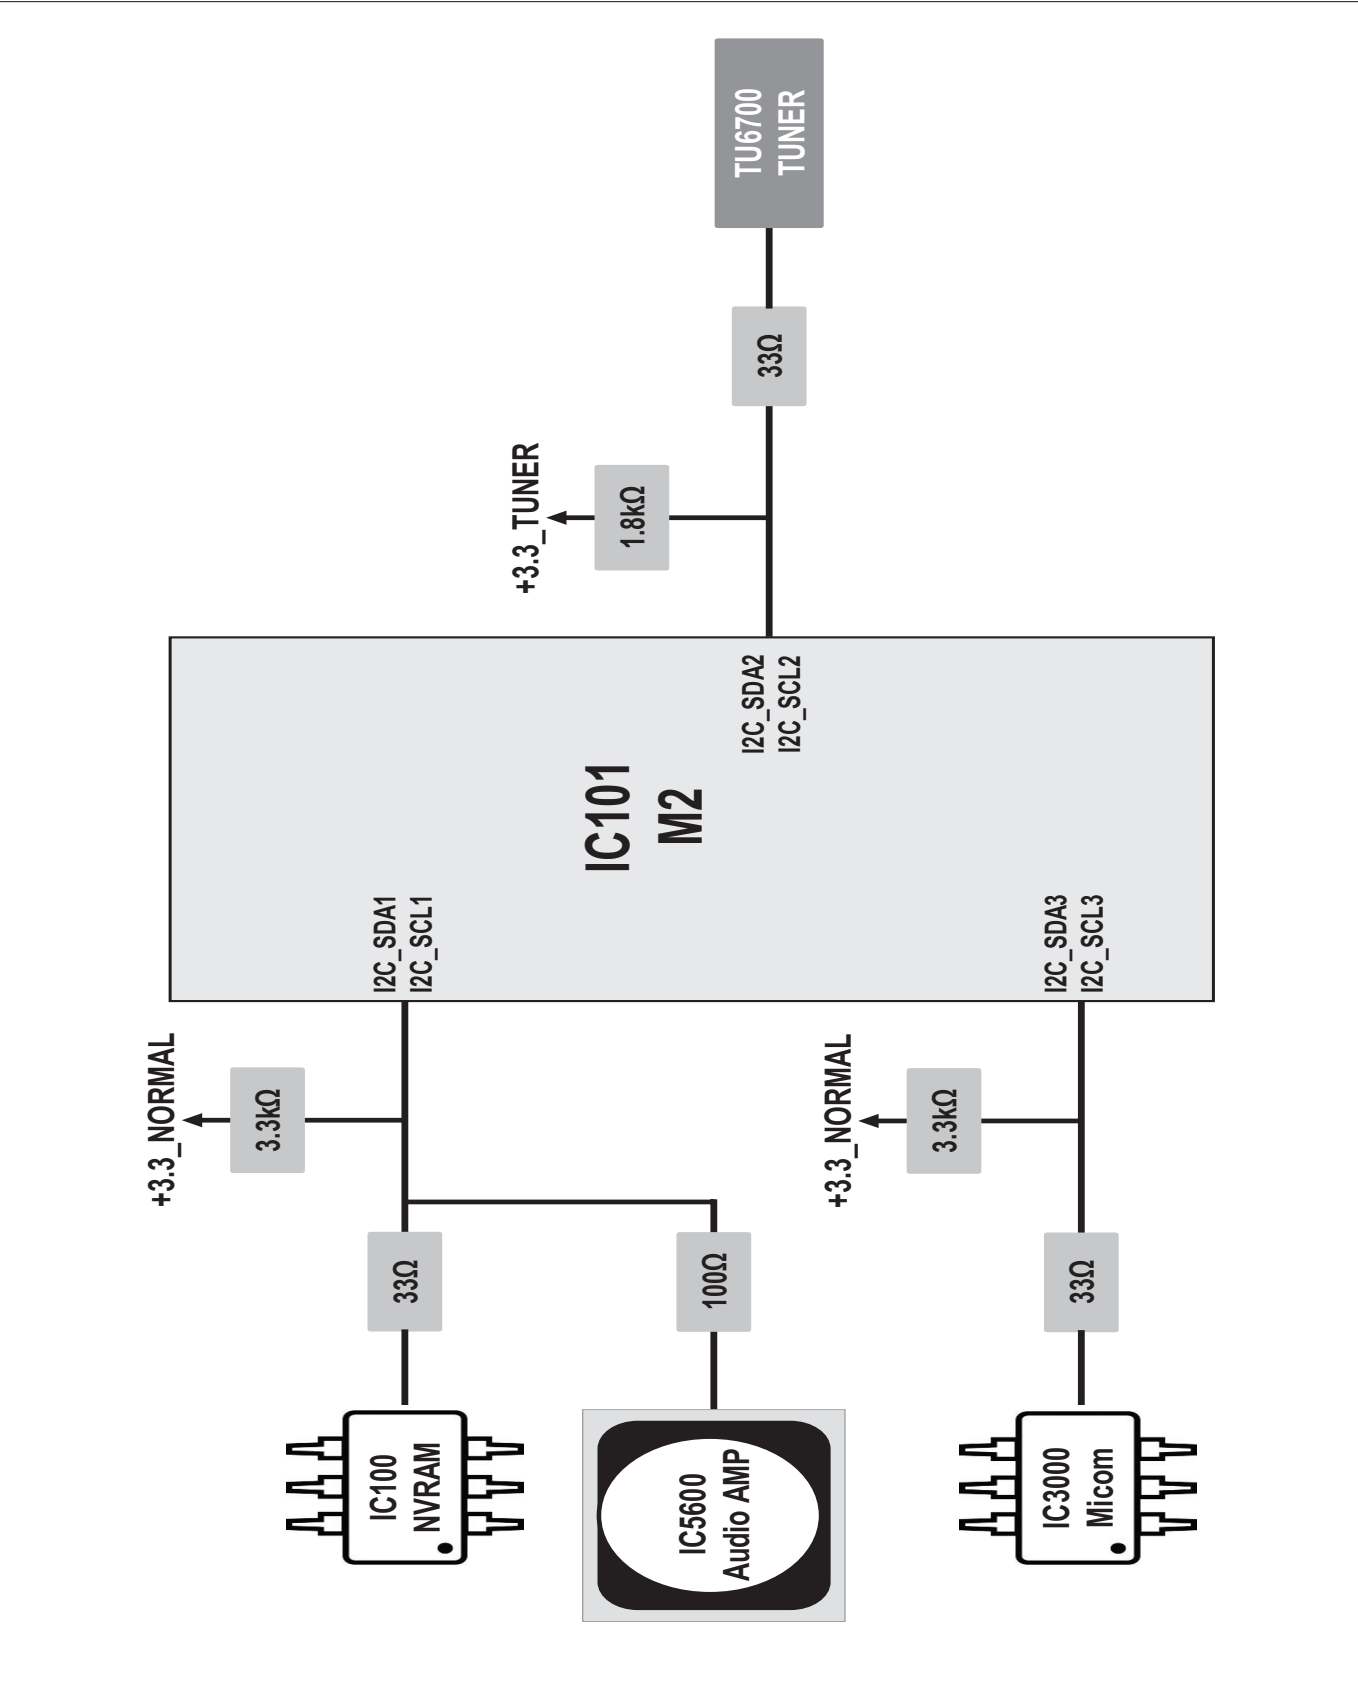 TU6700
TUNER
33Ω
+3.3_TUNER
1.8kΩ
I2C_SDA2
I2C_SCL2
IC101
M2
I2C_SDA1
I2C_SCL1
I2C_SDA3
I2C_SCL3
+3.3_NORMAL
3.3kΩ
+3.3_NORMAL
3.3kΩ
33Ω
100Ω
33Ω
IC100
NVRAM
IC5600
Audio AMP
IC3000
Micom